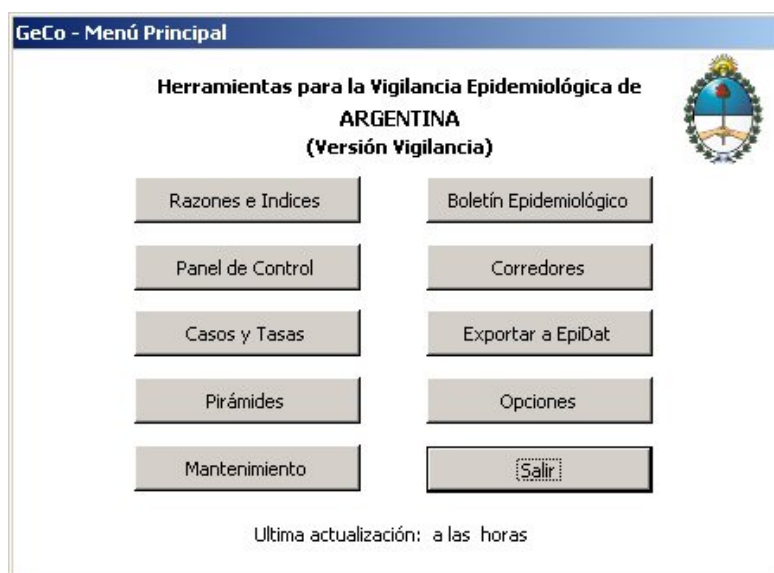 GeCo - Menú Principal
Herramientas para la Vigilancia Epidemiológica de
ARGENTINA
(Versión Vigilancia)
Razones e Indices
Boletín Epidemiológico
Panel de Control
Corredores
Casos y Tasas
Exportar a EpiDat
Pirámides
Opciones
Mantenimiento
Salir
Ultima actualización: a las horas